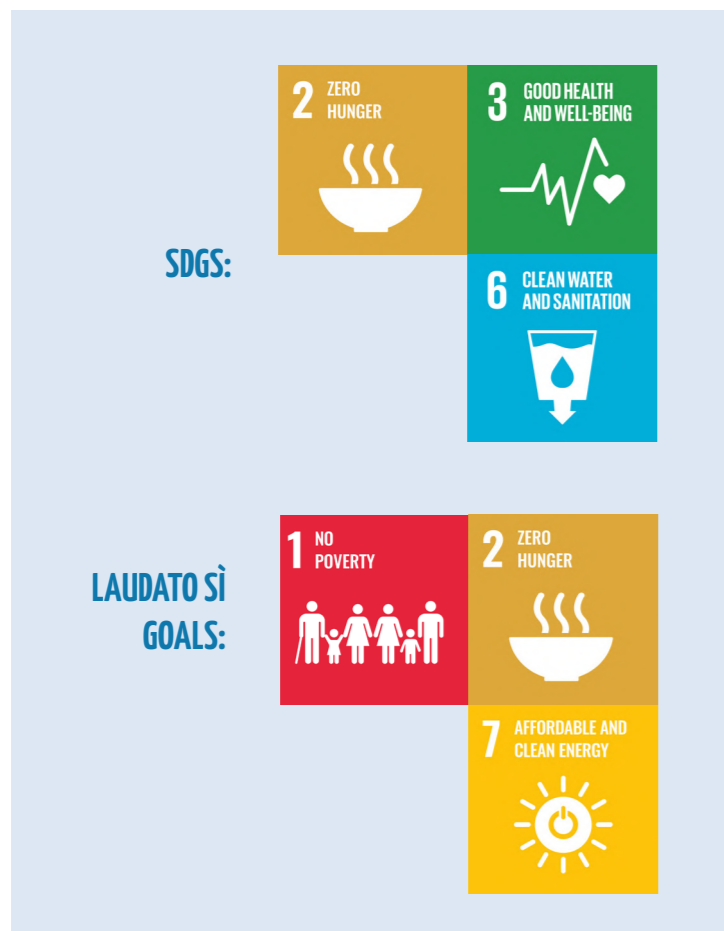 SDGS:
2 ZERO
HUNGER
3 GOOD HEALTH
AND WELL-BEING
6 CLEAN WATER
AND SANITATION
LAUDATO SÌ
GOALS:
1 NO
POVERTY
2 ZERO
HUNGER
7 AFFORDABLE AND
CLEAN ENERGY